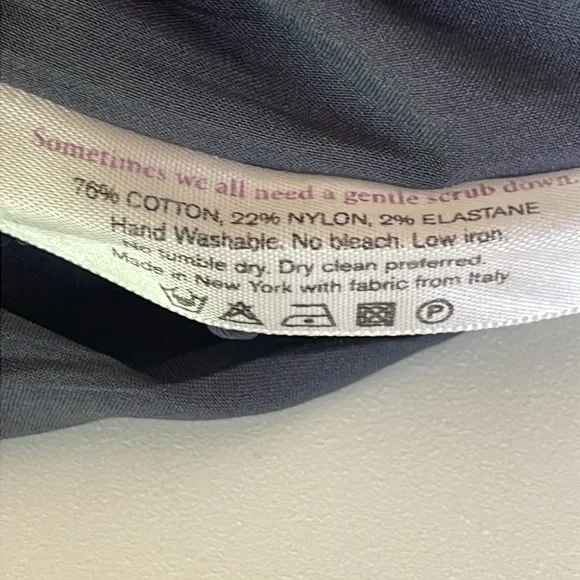 Sometimes we all need a gentle scrub down.
76% COTTON, 22% NYLON, 2% ELASTANE
Hand Washable. No bleach. Low iron.
No tumble dry. Dry clean preferred.
Made in New York with fabric from Italy
P